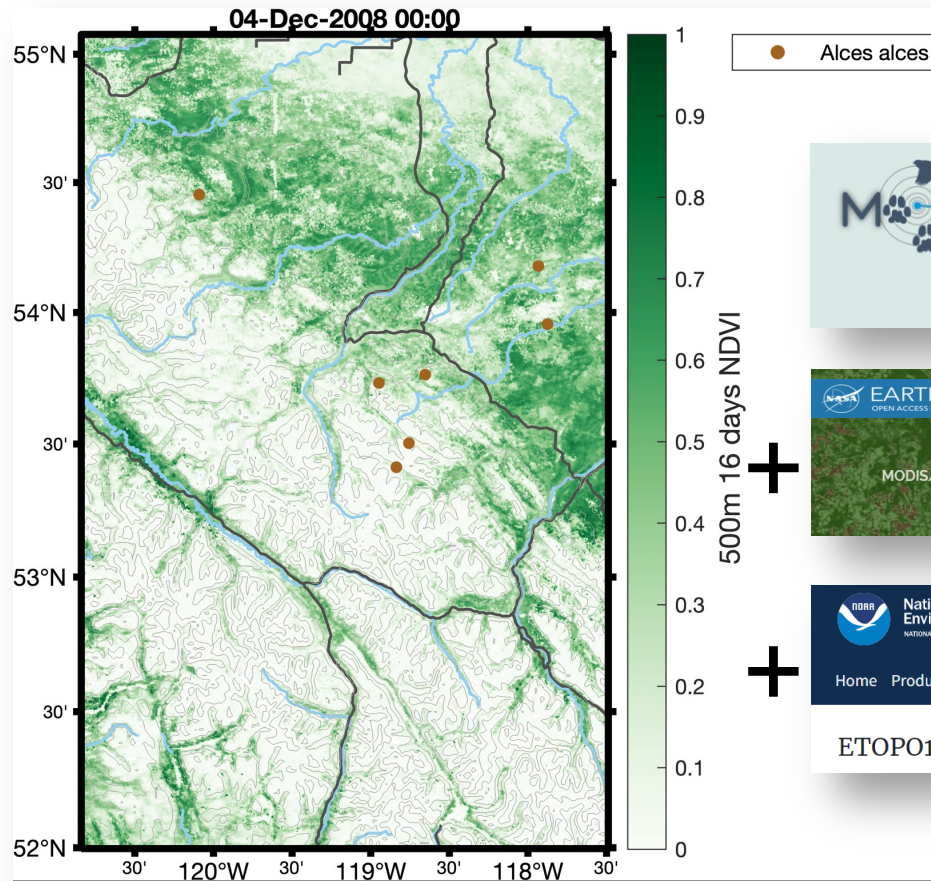 04-Dec-2008 00:00
55°N
30'
54°N
30'
53°N
30'
52°N
30'
120°W
30'
119°W
30'
118°W
30'
1
0.9
0.8
0.7
0.6
0.5
0.4
0.3
0.2
0.1
0
500m 16 days NDVI
Alces alces
M
+
NASA
EARTH
OPEN ACCESS
MODIS
+
NOAA
Nati
Envi
NATIONAL
Home Produ
ETOPO1